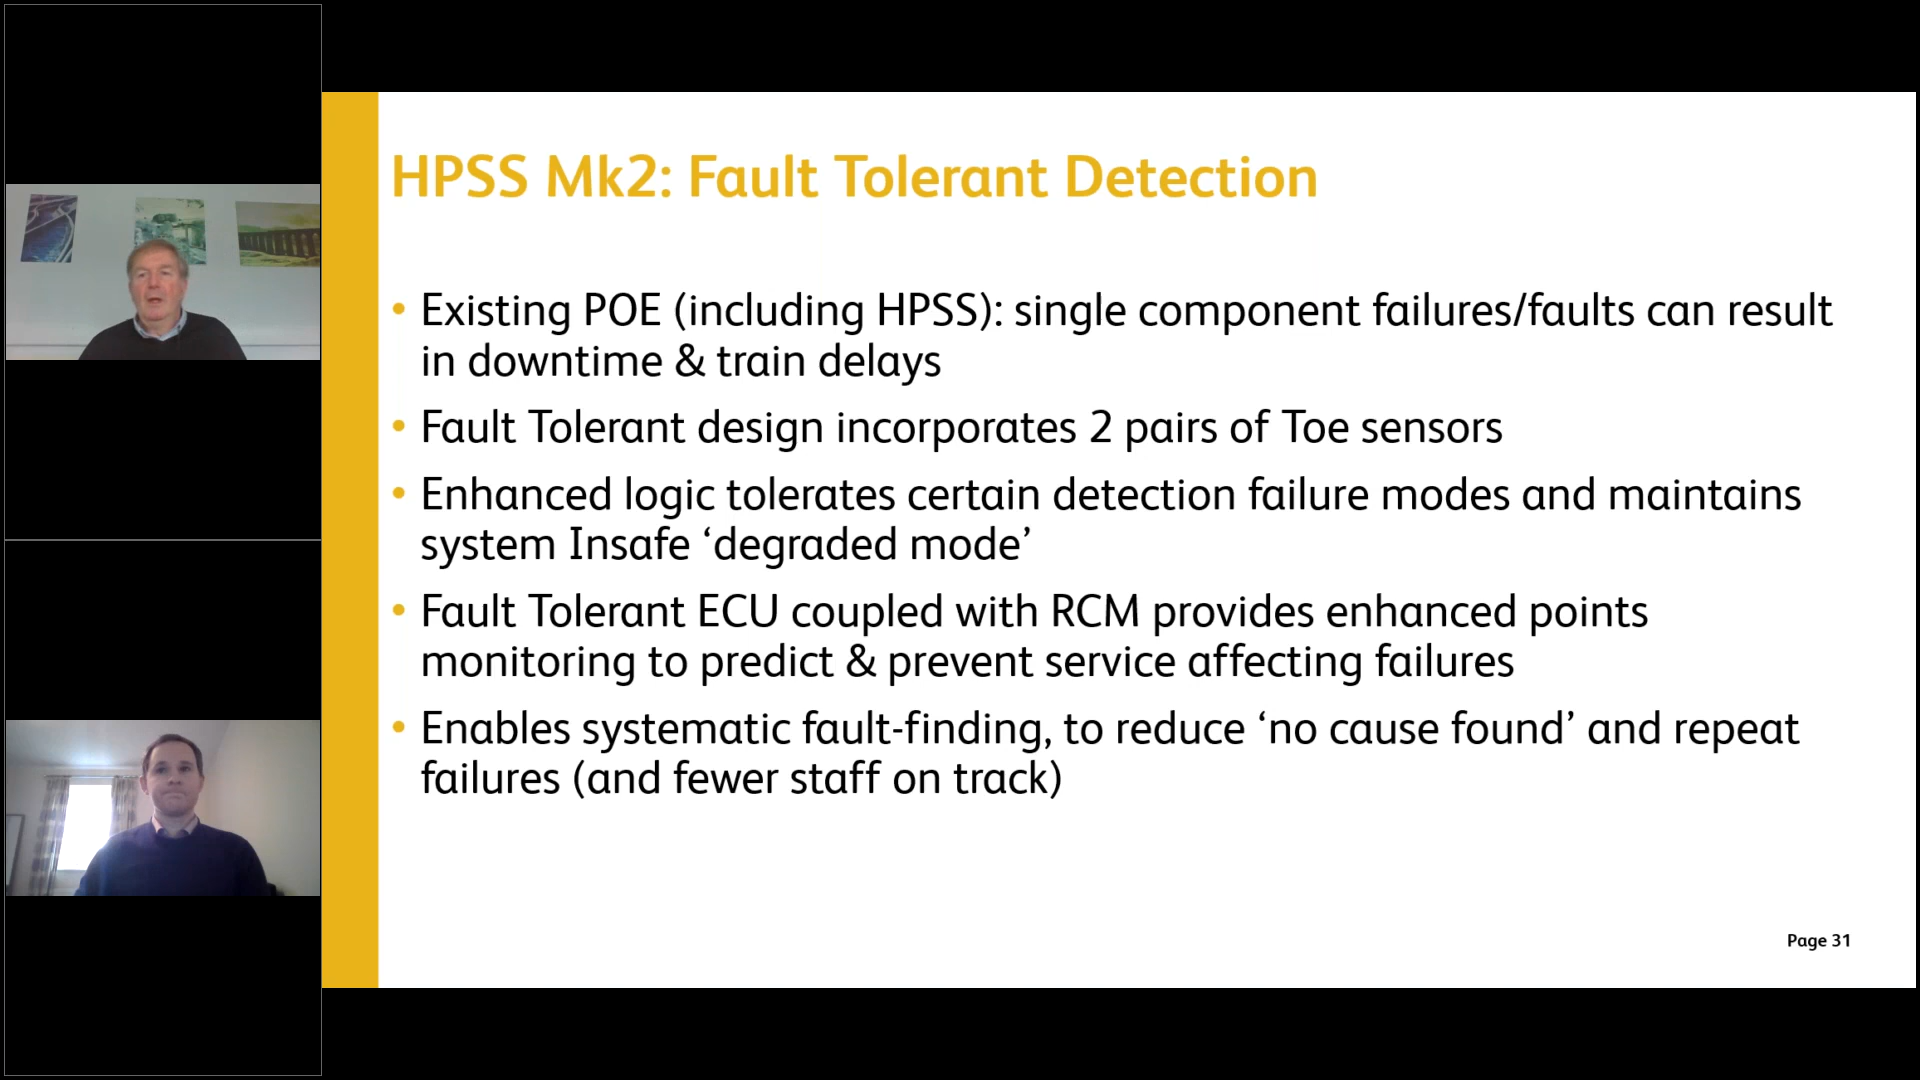 HPSS Mk2: Fault Tolerant Detection
• Existing POE (including HPSS): single component failures/faults can result
in downtime & train delays
• Fault Tolerant design incorporates 2 pairs of Toe sensors
• Enhanced logic tolerates certain detection failure modes and maintains
system Insafe ‘degraded mode’
• Fault Tolerant ECU coupled with RCM provides enhanced points
monitoring to predict & prevent service affecting failures
• Enables systematic fault-finding, to reduce ‘no cause found’ and repeat
failures (and fewer staff on track)
Page 31